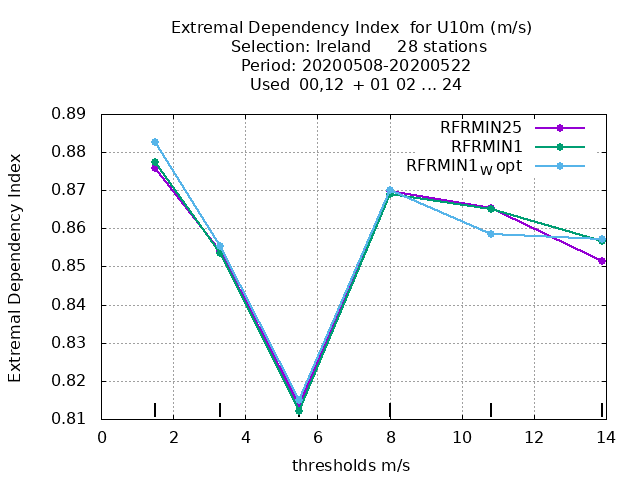 Extremal Dependency Index  for U10m (m/s)
Selection: Ireland     28 stations
Period: 20200508-20200522
Used  00,12  + 01 02 ... 24
RFRMIN25
RFRMIN1
RFRMIN1W opt
Extremal Dependency Index
0.89
0.88
0.87
0.86
0.85
0.84
0.83
0.82
0.81
0 2 4 6 8 10 12 14
thresholds m/s